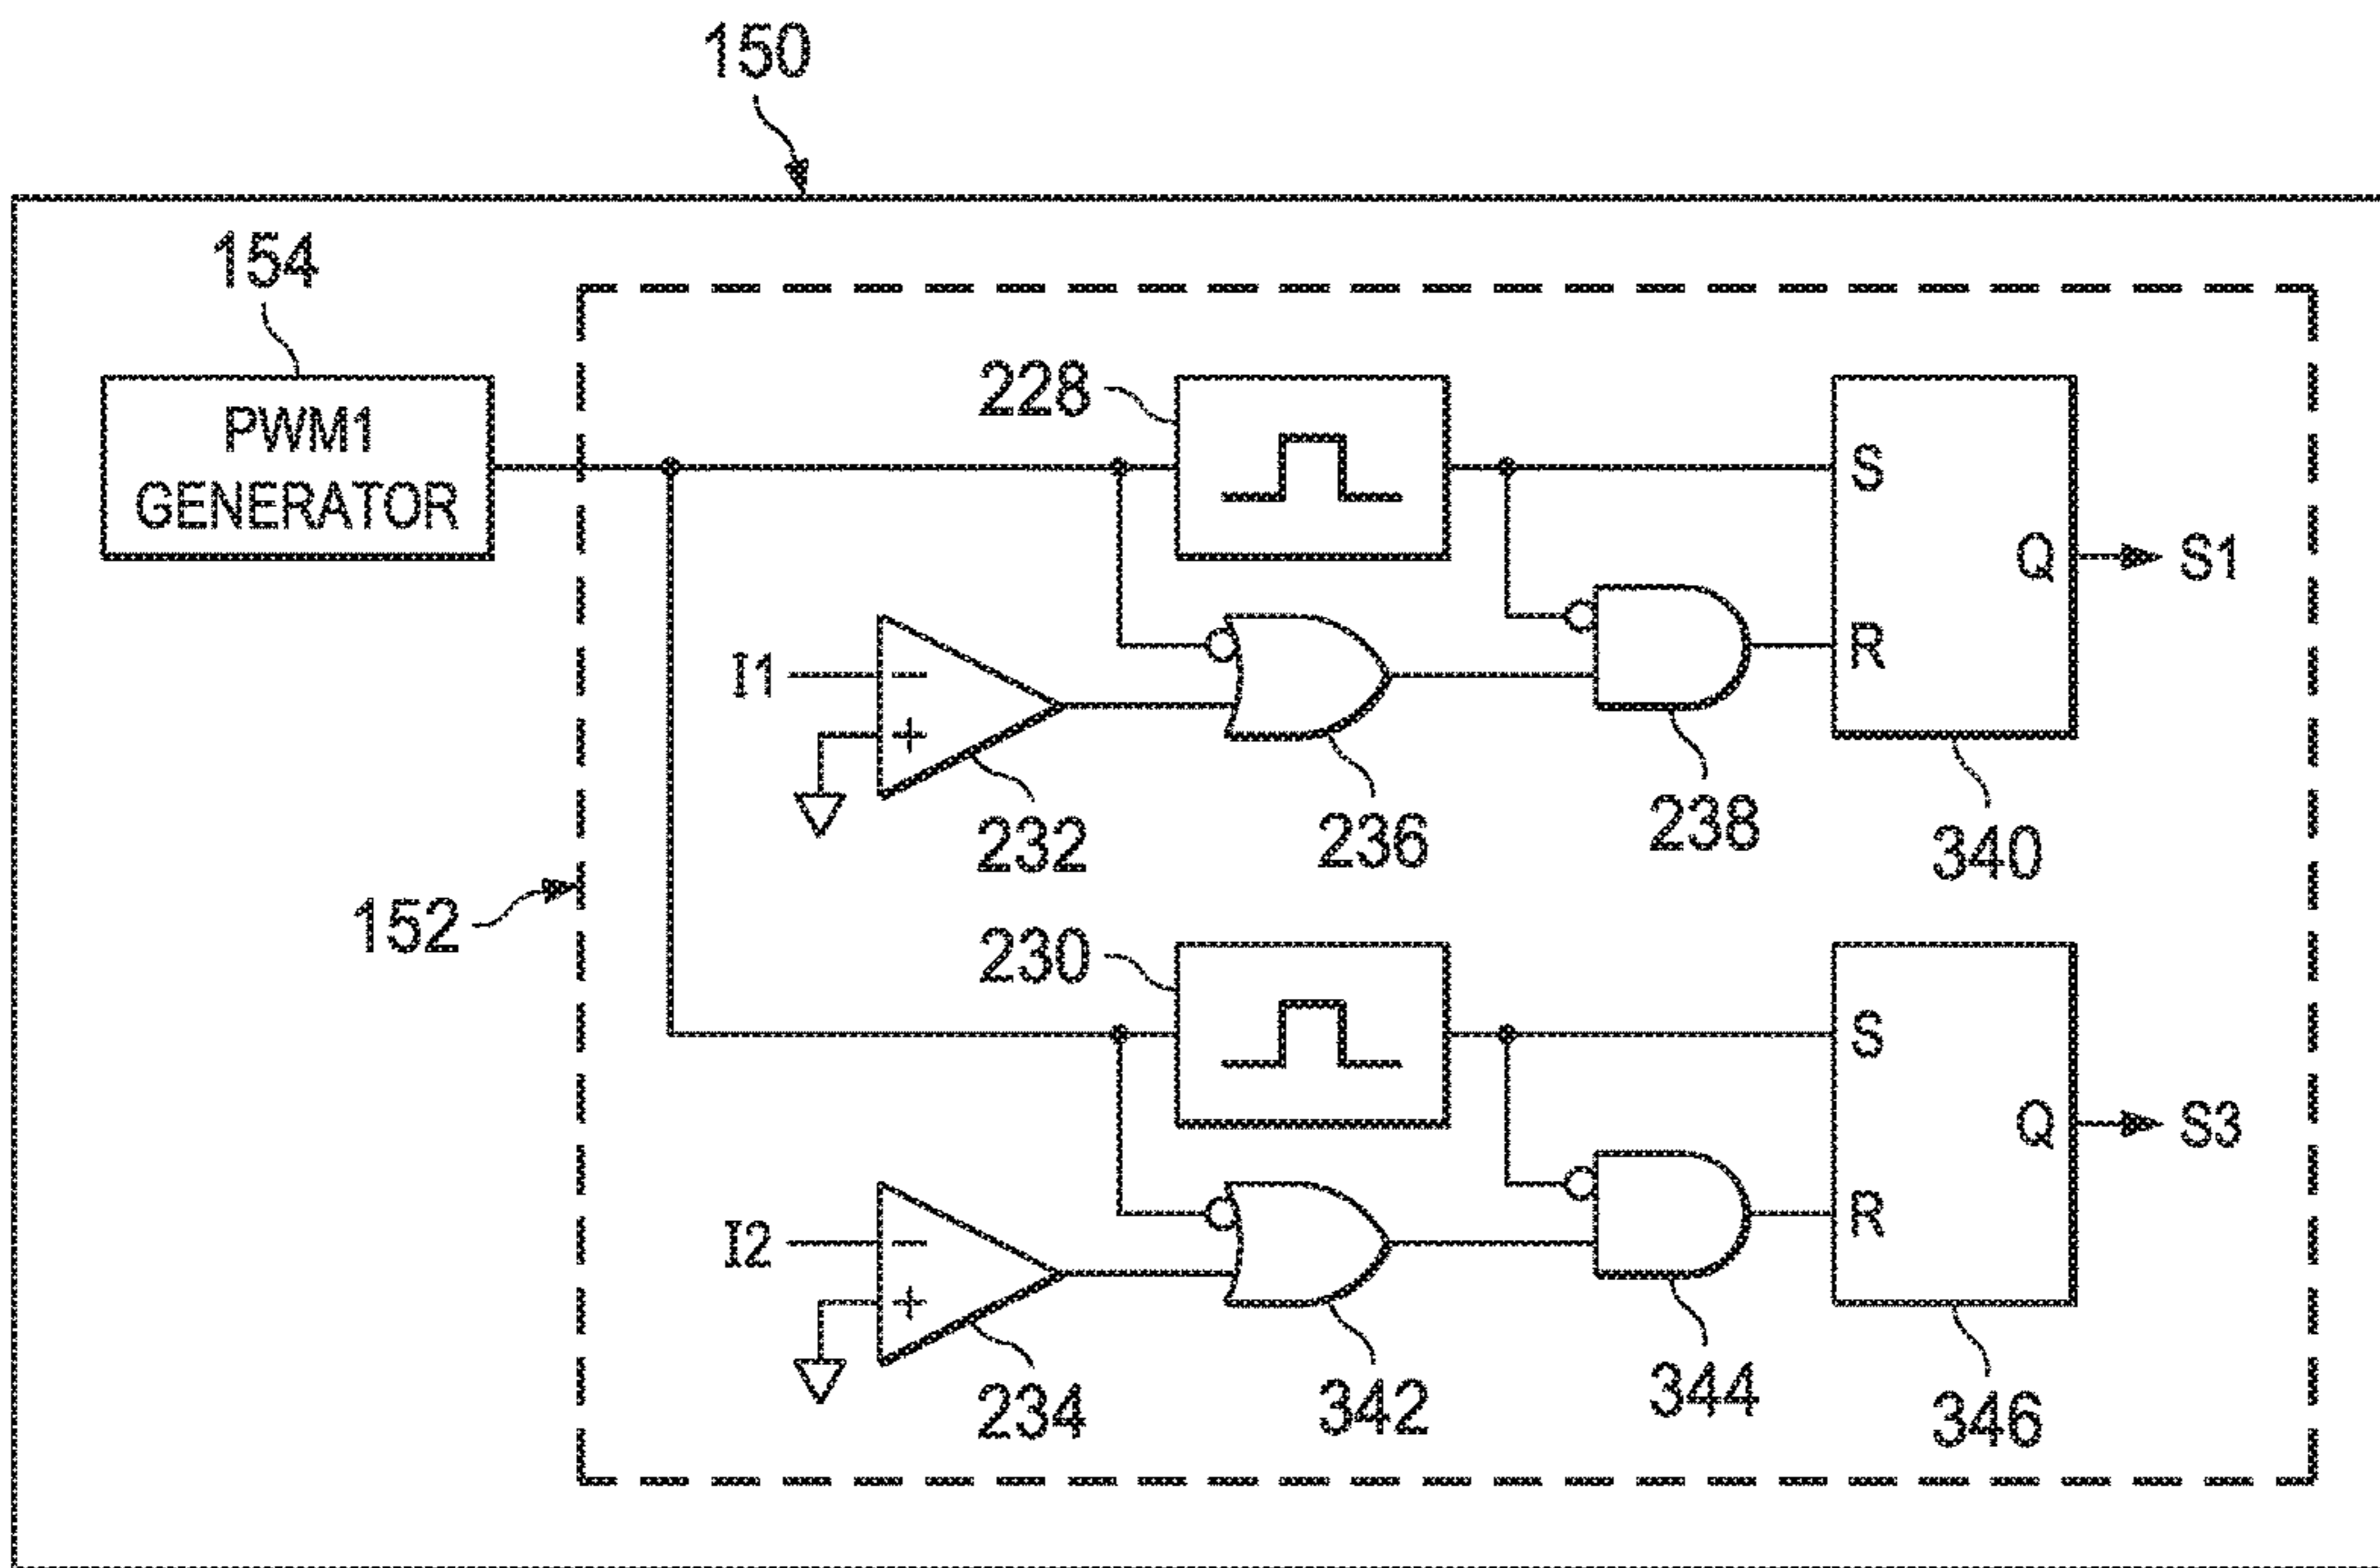 150
154
PWM1
GENERATOR
228
S
Q
S1
I1
−
R
+
232
236
238
340
152
230
S
Q
S3
I2
−
R
+
234
342
344
346